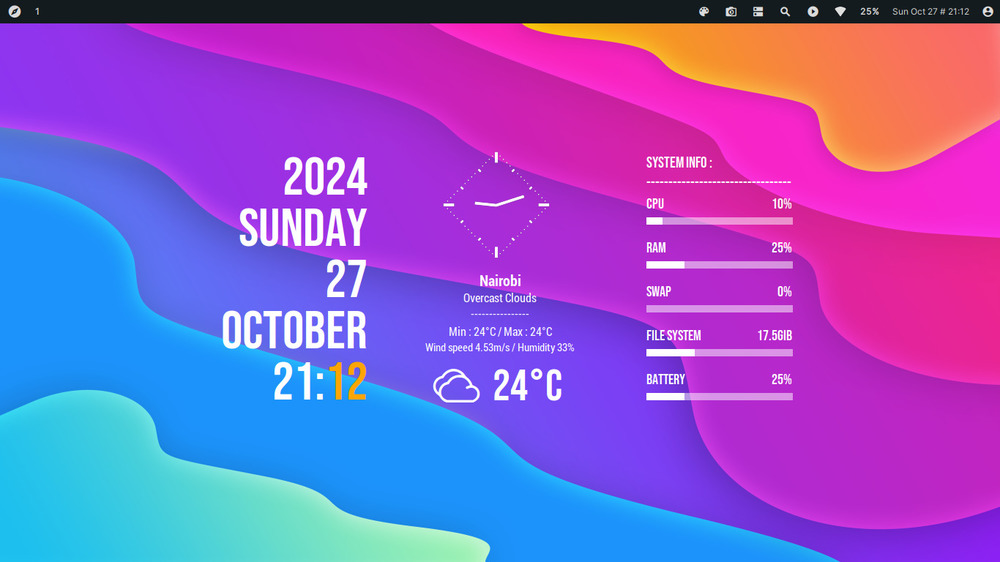 1
25%
Sun Oct 27 # 21:12
2024
SUNDAY
27
OCTOBER
21:12
Nairobi
Overcast Clouds
----------------
Min : 24°C / Max : 24°C
Wind speed 4.53m/s / Humidity 33%
24°C
SYSTEM INFO :
-----------------------------------
CPU 10%
RAM 25%
SWAP 0%
FILE SYSTEM 17.5GIB
BATTERY 25%